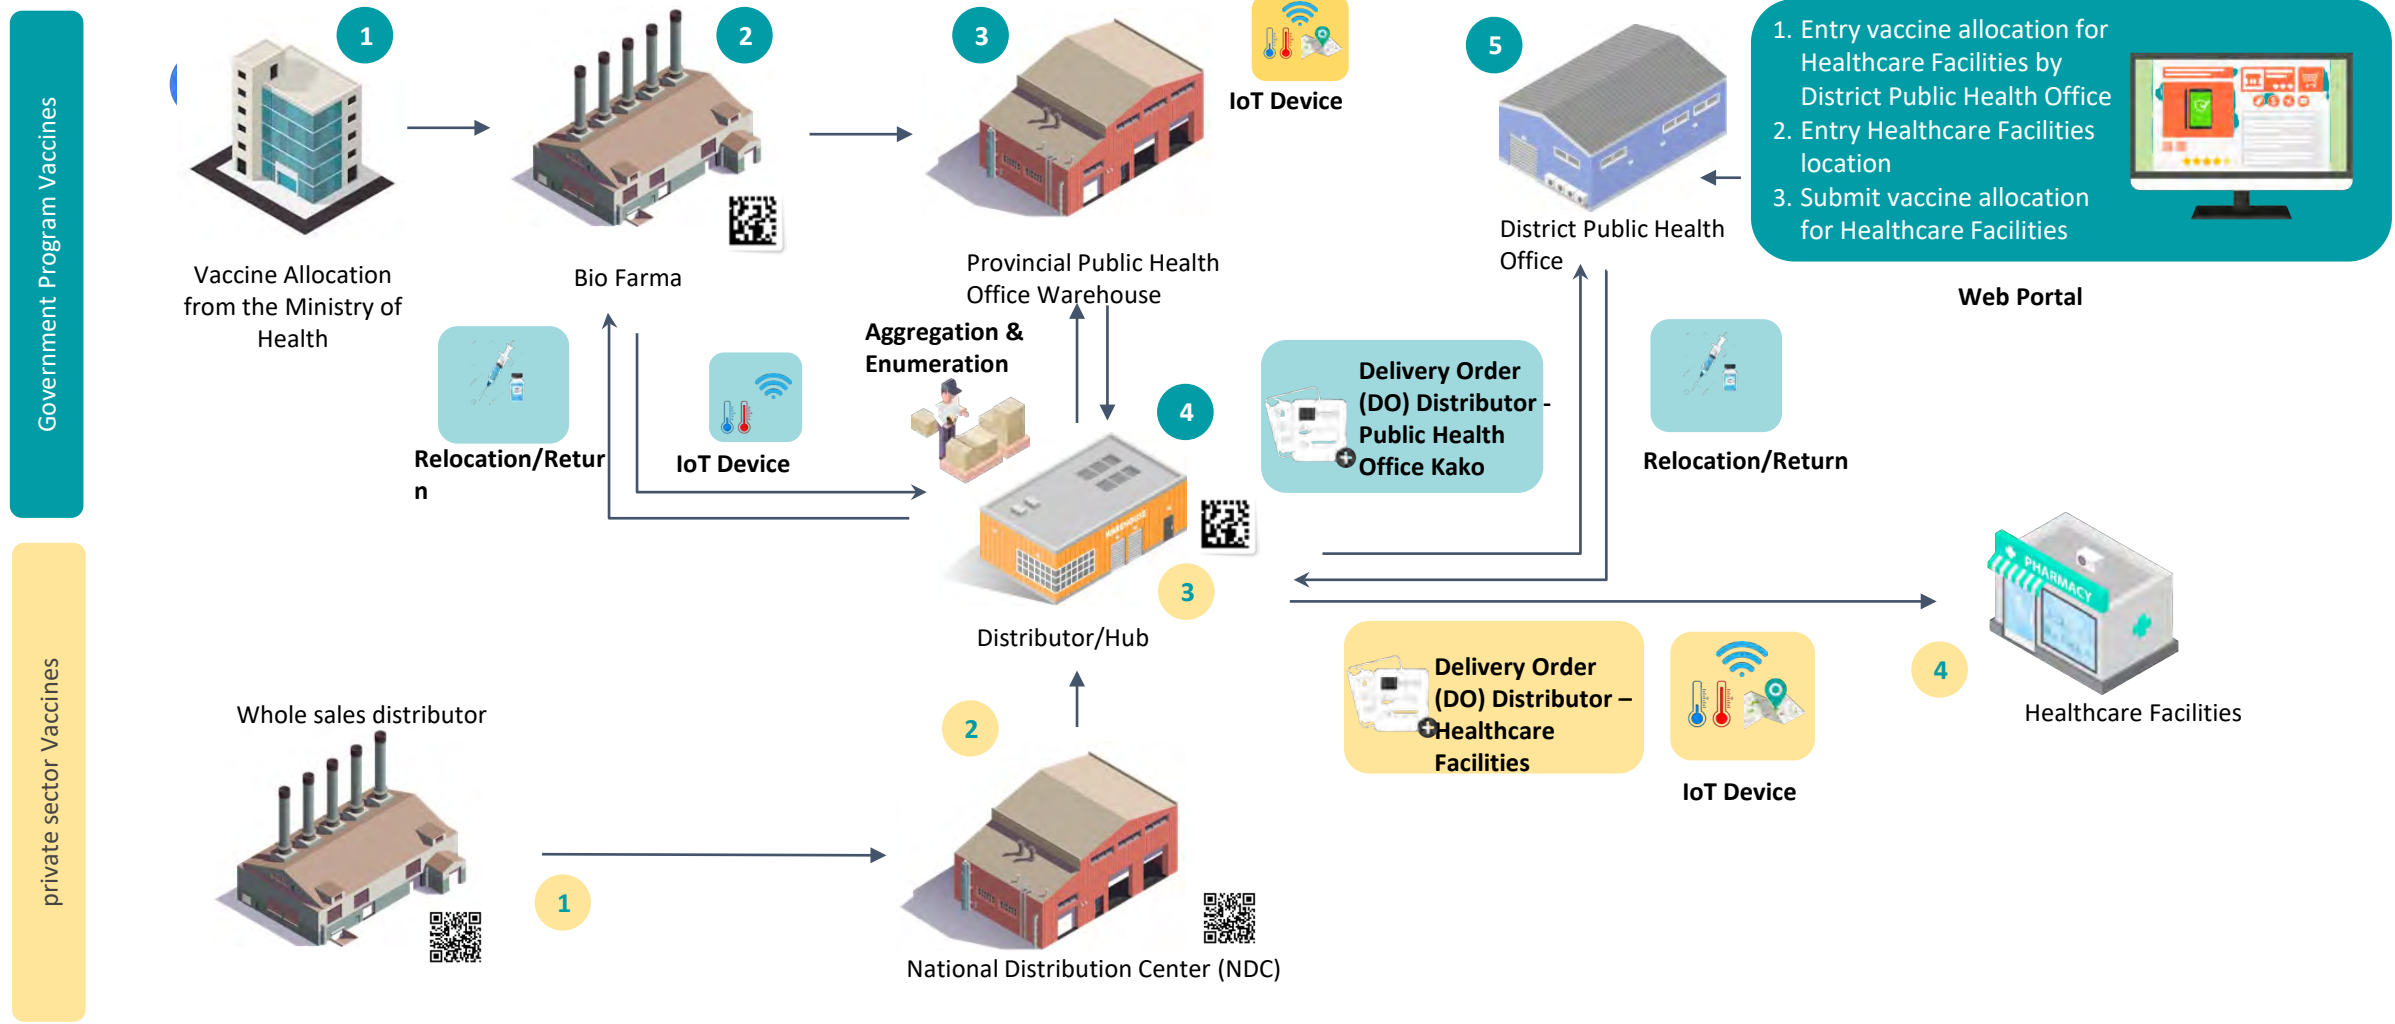 Government Program Vaccines
private sector Vaccines
1
2
3
4
5
Vaccine Allocation
from the Ministry of
Health
Bio Farma
Provincial Public Health
Office Warehouse
IoT Device
District Public Health
Office
1. Entry vaccine allocation for
Healthcare Facilities by
District Public Health Office
2. Entry Healthcare Facilities
location
3. Submit vaccine allocation
for Healthcare Facilities
Web Portal
Relocation/Retur
n
IoT Device
Aggregation &
Enumeration
Delivery Order
(DO) Distributor -
Public Health
Office Kako
Relocation/Return
WAREHOUSE
3
Distributor/Hub
Delivery Order
(DO) Distributor –
Healthcare
Facilities
IoT Device
PHARMACY
4
Healthcare Facilities
Whole sales distributor
1
2
National Distribution Center (NDC)